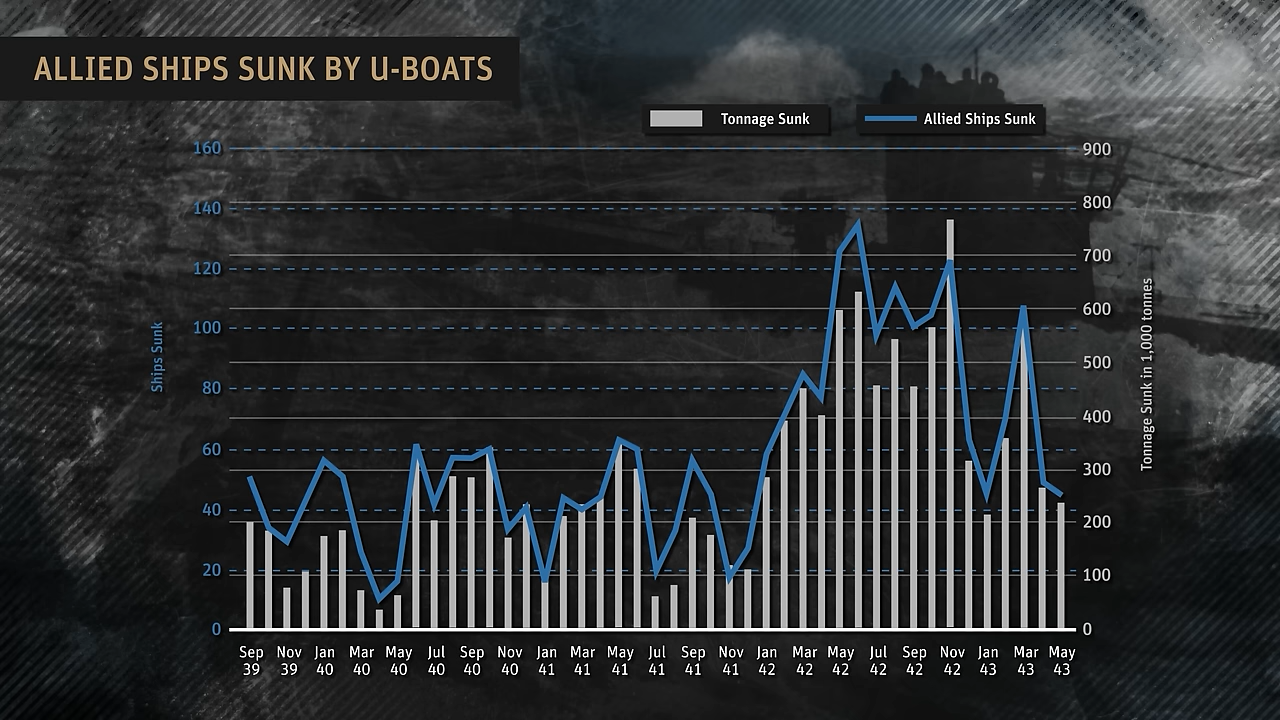 ALLIED SHIPS SUNK BY U-BOATS
Tonnage Sunk
Allied Ships Sunk
160
140
120
100
80
60
40
20
0
Ships Sunk
900
800
700
600
500
400
300
200
100
0
Tonnage Sunk in 1,000 tonnes
Sep 39
Nov 39
Jan 40
Mar 40
May 40
Jul 40
Sep 40
Nov 40
Jan 41
Mar 41
May 41
Jul 41
Sep 41
Nov 41
Jan 42
Mar 42
May 42
Jul 42
Sep 42
Nov 42
Jan 43
Mar 43
May 43